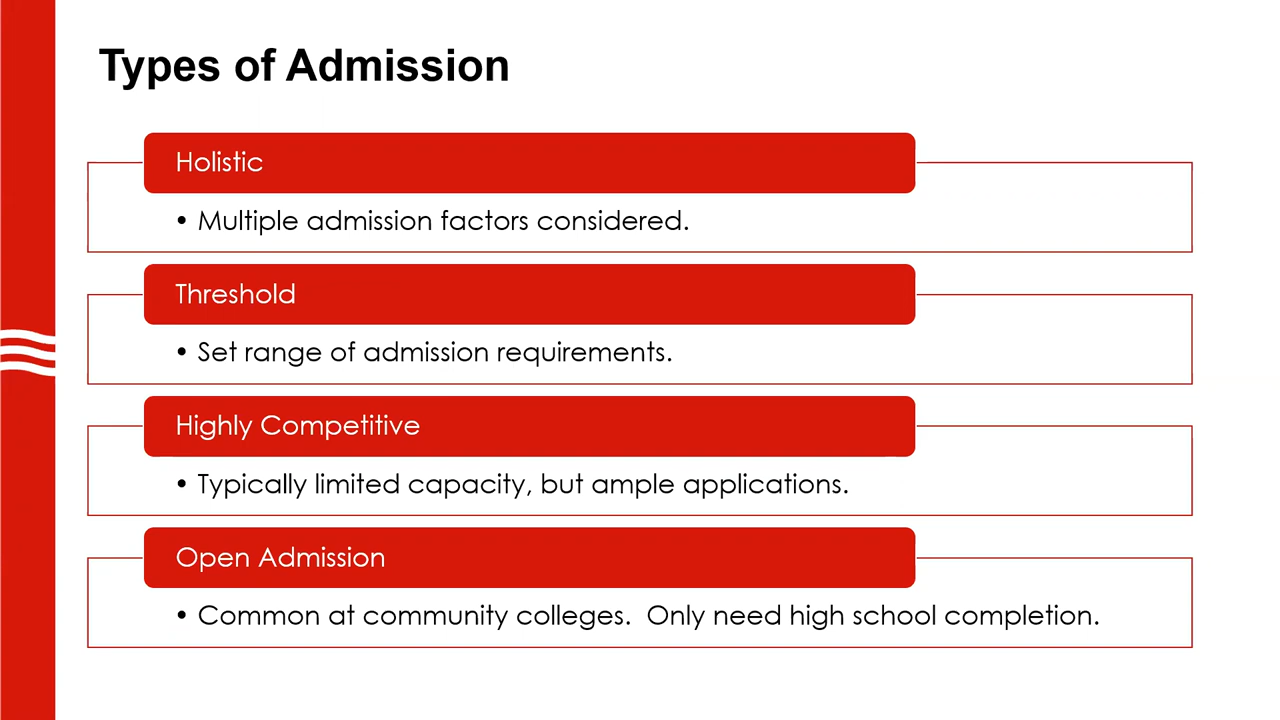 Types of Admission
Holistic
• Multiple admission factors considered.
Threshold
• Set range of admission requirements.
Highly Competitive
• Typically limited capacity, but ample applications.
Open Admission
• Common at community colleges.  Only need high school completion.